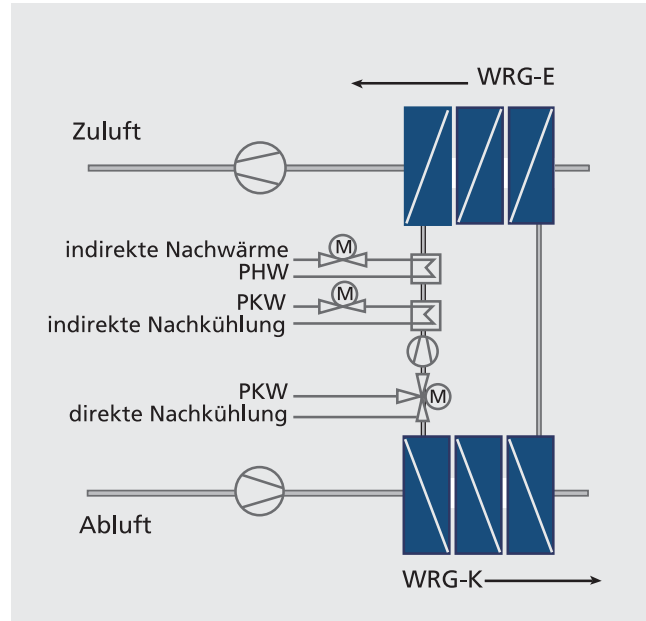 WRG-E
Zuluft
indirekte Nachwärme
M
PHW
PKW
M
indirekte Nachkühlung
PKW
M
direkte Nachkühlung
Abluft
WRG-K